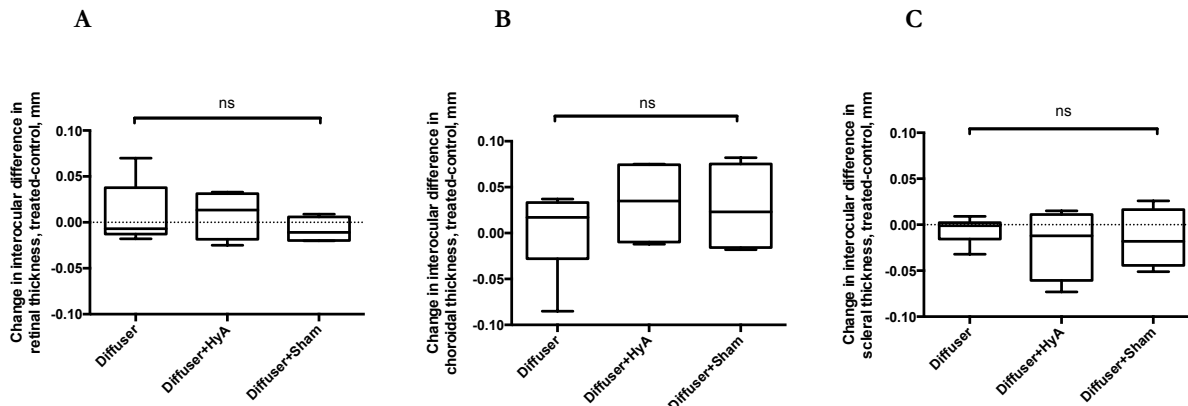 A
Change in interocular difference in
retinal thickness, treated-control, mm
ns
0.10
0.05
0.00
-0.05
-0.10
Diffuser
Diffuser+HyA
Diffuser+Sham
B
Change in interocular difference in
choroidal thickness, treated-control, mm
ns
0.10
0.05
0.00
-0.05
-0.10
Diffuser
Diffuser+HyA
Diffuser+Sham
C
Change in interocular difference in
scleral thickness, treated-control, mm
ns
0.10
0.05
0.00
-0.05
-0.10
Diffuser
Diffuser+HyA
Diffuser+Sham